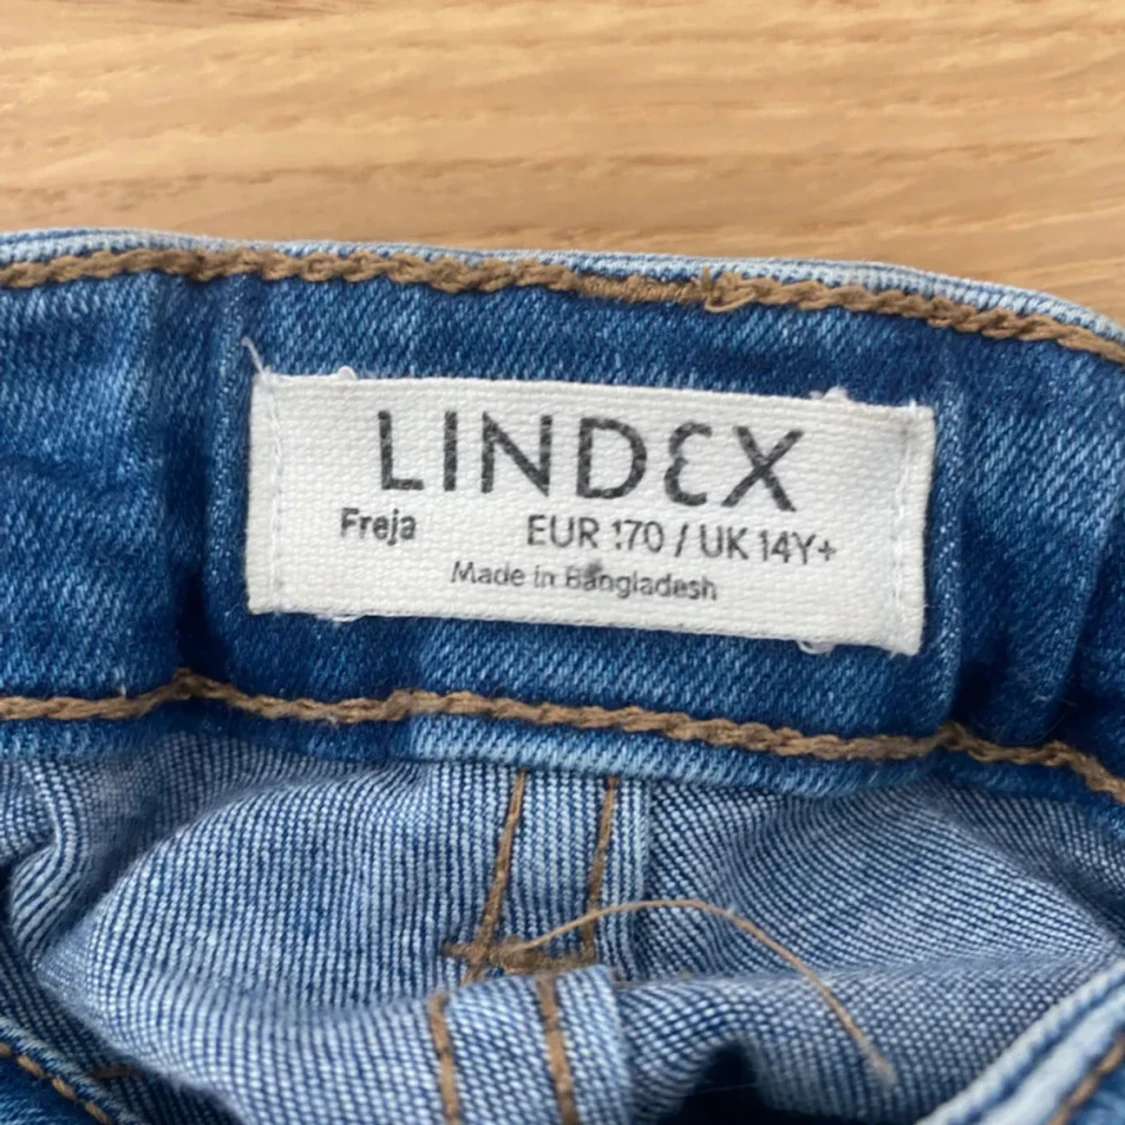 LINDEX
Freja EUR 170 / UK 14Y+
Made in Bangladesh